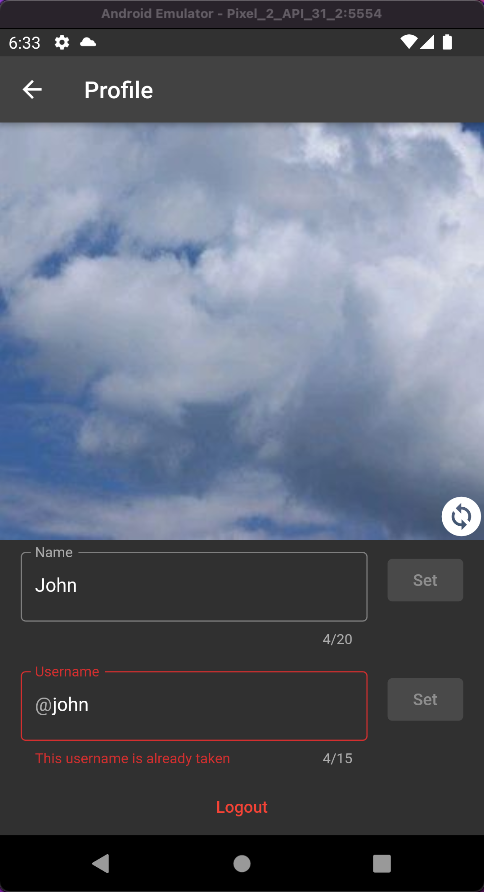 Android Emulator - Pixel_2_API_31_2:5554
6:33
Profile
Name
John
Set
4/20
Username
@john
Set
This username is already taken 4/15
Logout